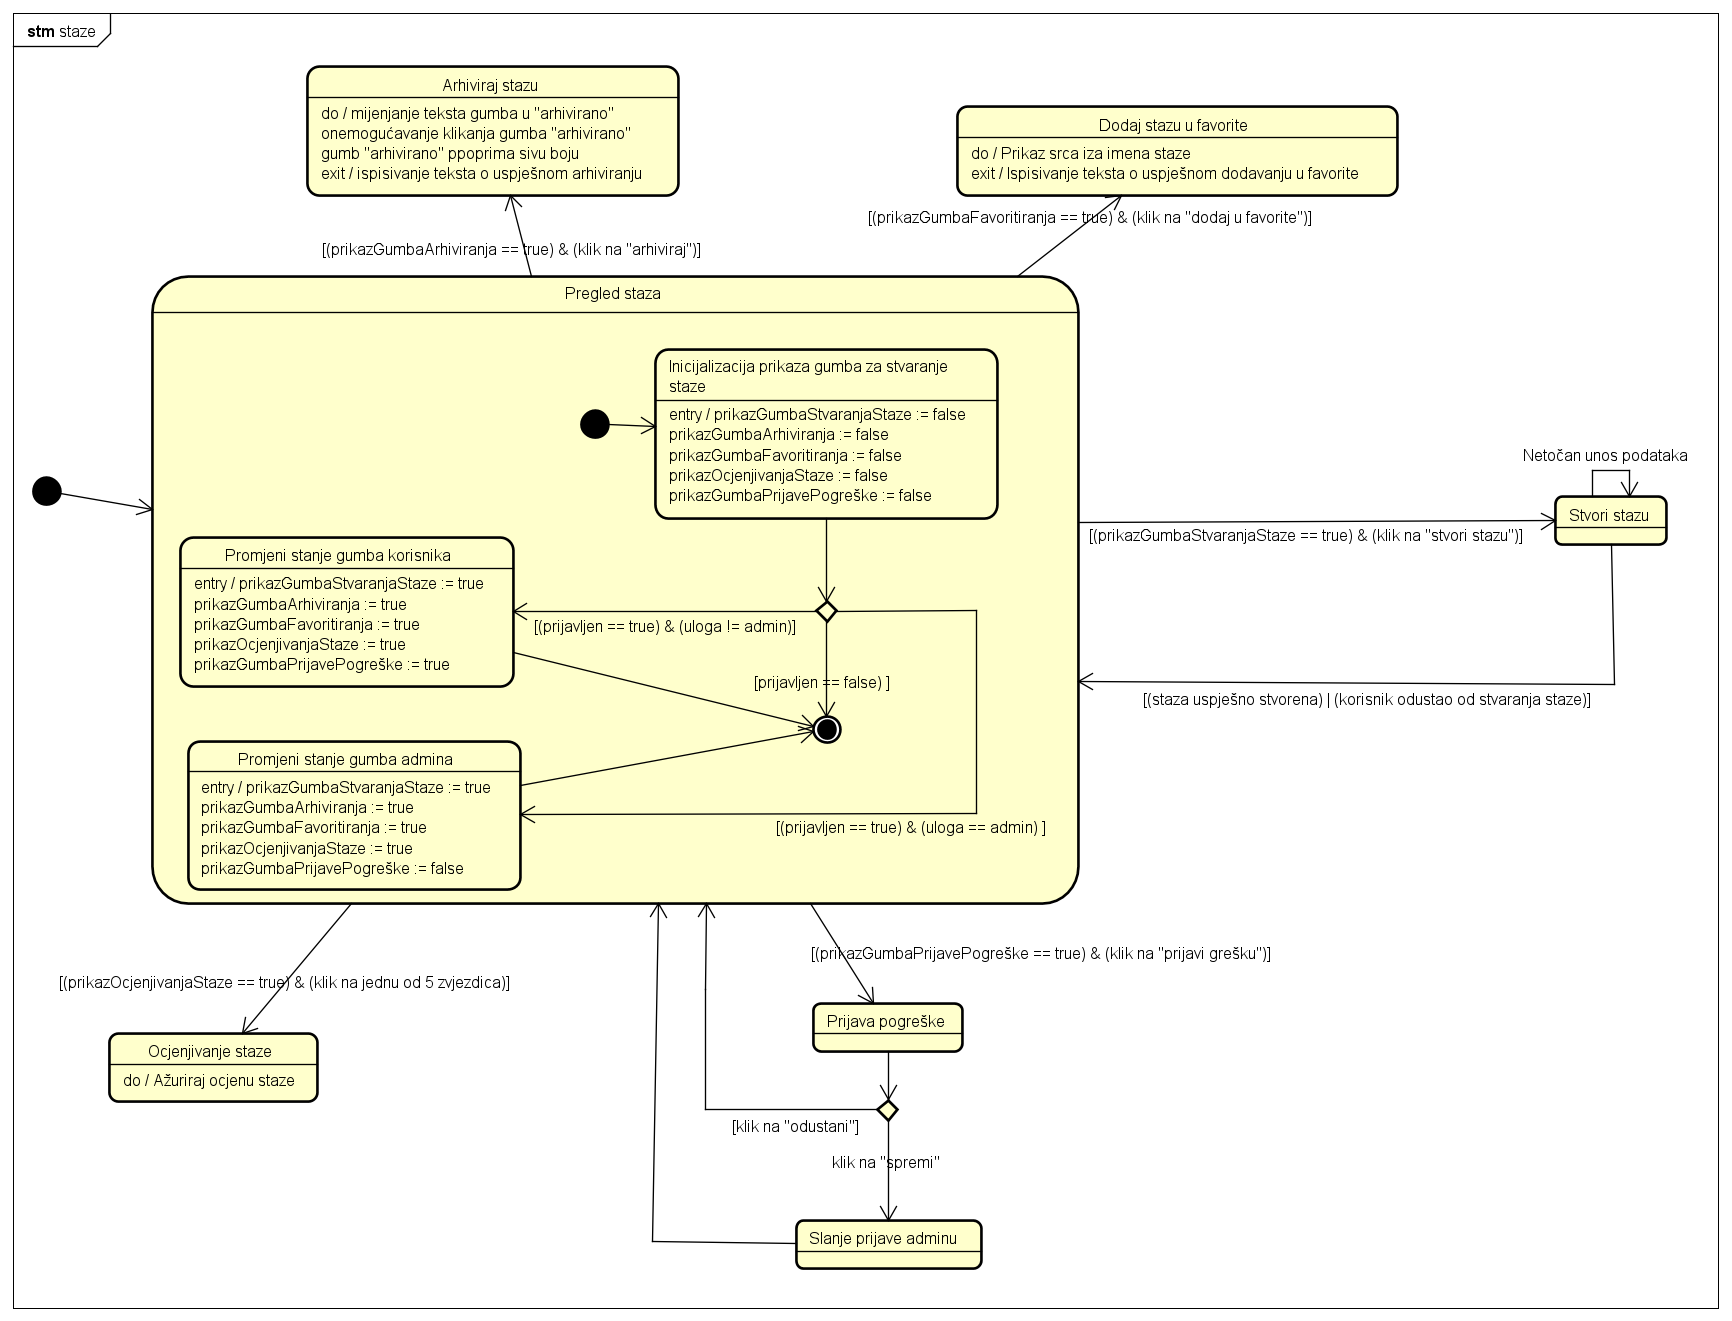 stm staze
Arhiviraj stazu
do / mijenjanje teksta gumba u "arhivirano"
onemogućavanje klikanja gumba "arhivirano"
gumb "arhivirano" ppoprima sivu boju
exit / ispisivanje teksta o uspješnom arhiviranju
Dodaj stazu u favorite
do / Prikaz srca iza imena staze
exit / Ispisivanje teksta o uspješnom dodavanju u favorite
[(prikazGumbaFavoritiranja == true) & (klik na "dodaj u favorite")]
[(prikazGumbaArhiviranja == true) & (klik na "arhiviraj")]
Pregled staza
Inicijalizacija prikaza gumba za stvaranje
staze
entry / prikazGumbaStvaranjaStaze := false
prikazGumbaArhiviranja := false
prikazGumbaFavoritiranja := false
prikazOcjenjivanjaStaze := false
prikazGumbaPrijavePogreške := false
Netočan unos podataka
Stvori stazu
[(prikazGumbaStvaranjaStaze == true) & (klik na "stvori stazu")]
Promjeni stanje gumba korisnika
entry / prikazGumbaStvaranjaStaze := true
prikazGumbaArhiviranja := true
prikazGumbaFavoritiranja := true
prikazOcjenjivanjaStaze := true
prikazGumbaPrijavePogreške := true
[(prijavljen == true) & (uloga != admin)]
[prijavljen == false) ]
[(staza uspješno stvorena) | (korisnik odustao od stvaranja staze)]
Promjeni stanje gumba admina
entry / prikazGumbaStvaranjaStaze := true
prikazGumbaArhiviranja := true
prikazGumbaFavoritiranja := true
prikazOcjenjivanjaStaze := true
prikazGumbaPrijavePogreške := false
[(prijavljen == true) & (uloga == admin) ]
[(prikazGumbaPrijavePogreške == true) & (klik na "prijavi grešku")]
[(prikazOcjenjivanjaStaze == true) & (klik na jednu od 5 zvjezdica)]
Prijava pogreške
Ocjenjivanje staze
do / Ažuriraj ocjenu staze
[klik na "odustani"]
klik na "spremi"
Slanje prijave adminu